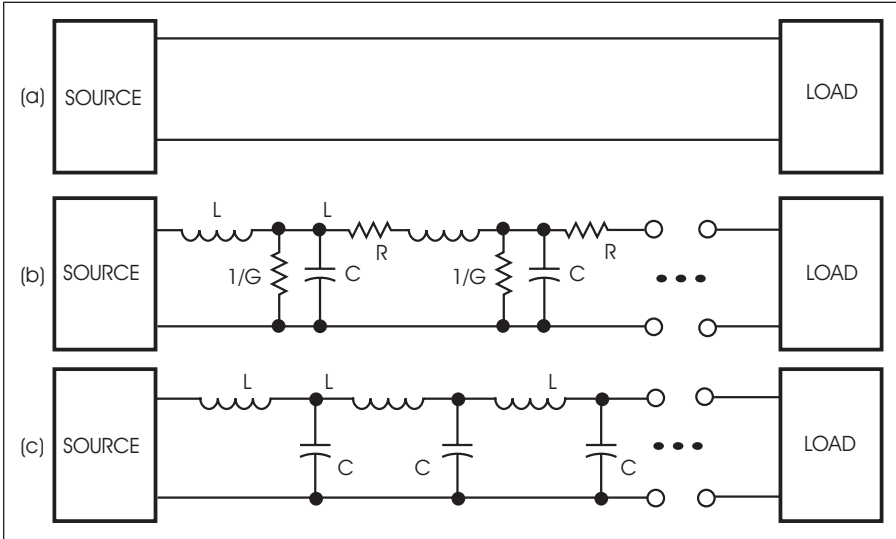 (a) SOURCE LOAD
L L
(b) SOURCE 1/G C R 1/G C R LOAD
L L L
(c) SOURCE C C C LOAD